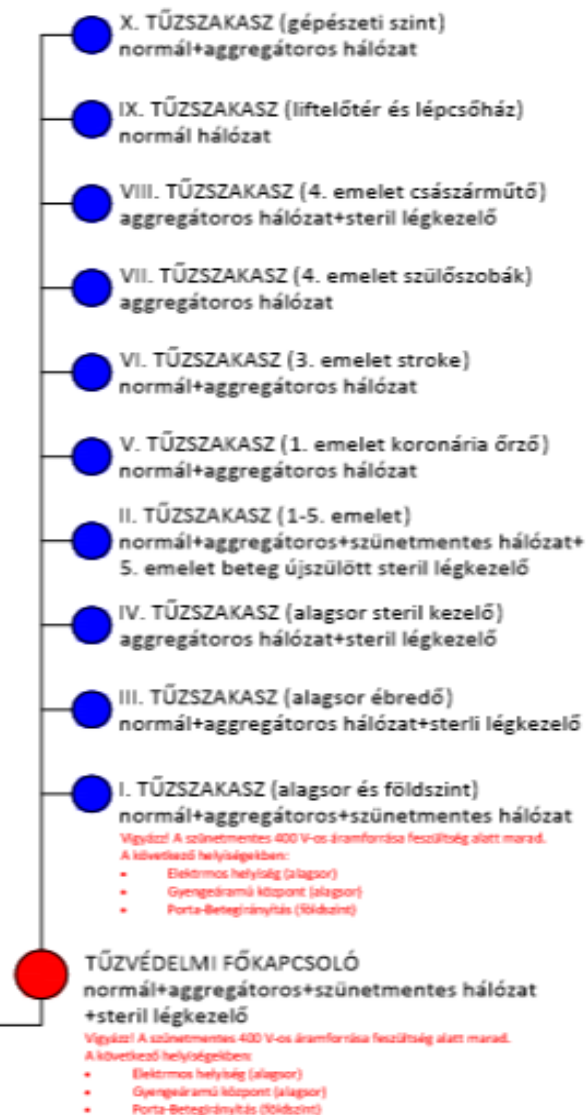 X. TŰZSZAKASZ (gépészeti szint)
normál+aggregátoros hálózat
IX. TŰZSZAKASZ (liftelőtér és lépcsőház)
normál hálózat
VIII. TŰZSZAKASZ (4. emelet császárműtő)
aggregátoros hálózat+steril légkezelő
VII. TŰZSZAKASZ (4. emelet szülőszobák)
aggregátoros hálózat
VI. TŰZSZAKASZ (3. emelet stroke)
normál+aggregátoros hálózat
V. TŰZSZAKASZ (1. emelet koronária őrző)
normál+aggregátoros hálózat
II. TŰZSZAKASZ (1-5. emelet)
normál+aggregátoros+szünetmentes hálózat+
5. emelet beteg újszülött steril légkezelő
IV. TŰZSZAKASZ (alagsor steril kezelő)
aggregátoros hálózat+steril légkezelő
III. TŰZSZAKASZ (alagsor ébredő)
normál+aggregátoros hálózat+sterli légkezelő
I. TŰZSZAKASZ (alagsor és földszint)
normál+aggregátoros+szünetmentes hálózat
Vigyázz! A szünetmentes 400 V-os áramforrása feszültség alatt marad.
A következő helyiségekben:
• Elektrmos helyiség (alagsor)
• Gyengeáramú központ (alagsor)
• Porta-Betegirányítás (földszint)
TŰZVÉDELMI FŐKAPCSOLÓ
normál+aggregátoros+szünetmentes hálózat
+steril légkezelő
Vigyázz! A szünetmentes 400 V-os áramforrása feszültség alatt marad.
A következő helyiségekben:
• Elektrmos helyiség (alagsor)
• Gyengeáramú központ (alagsor)
• Porta-Betegirányítás (földszint)